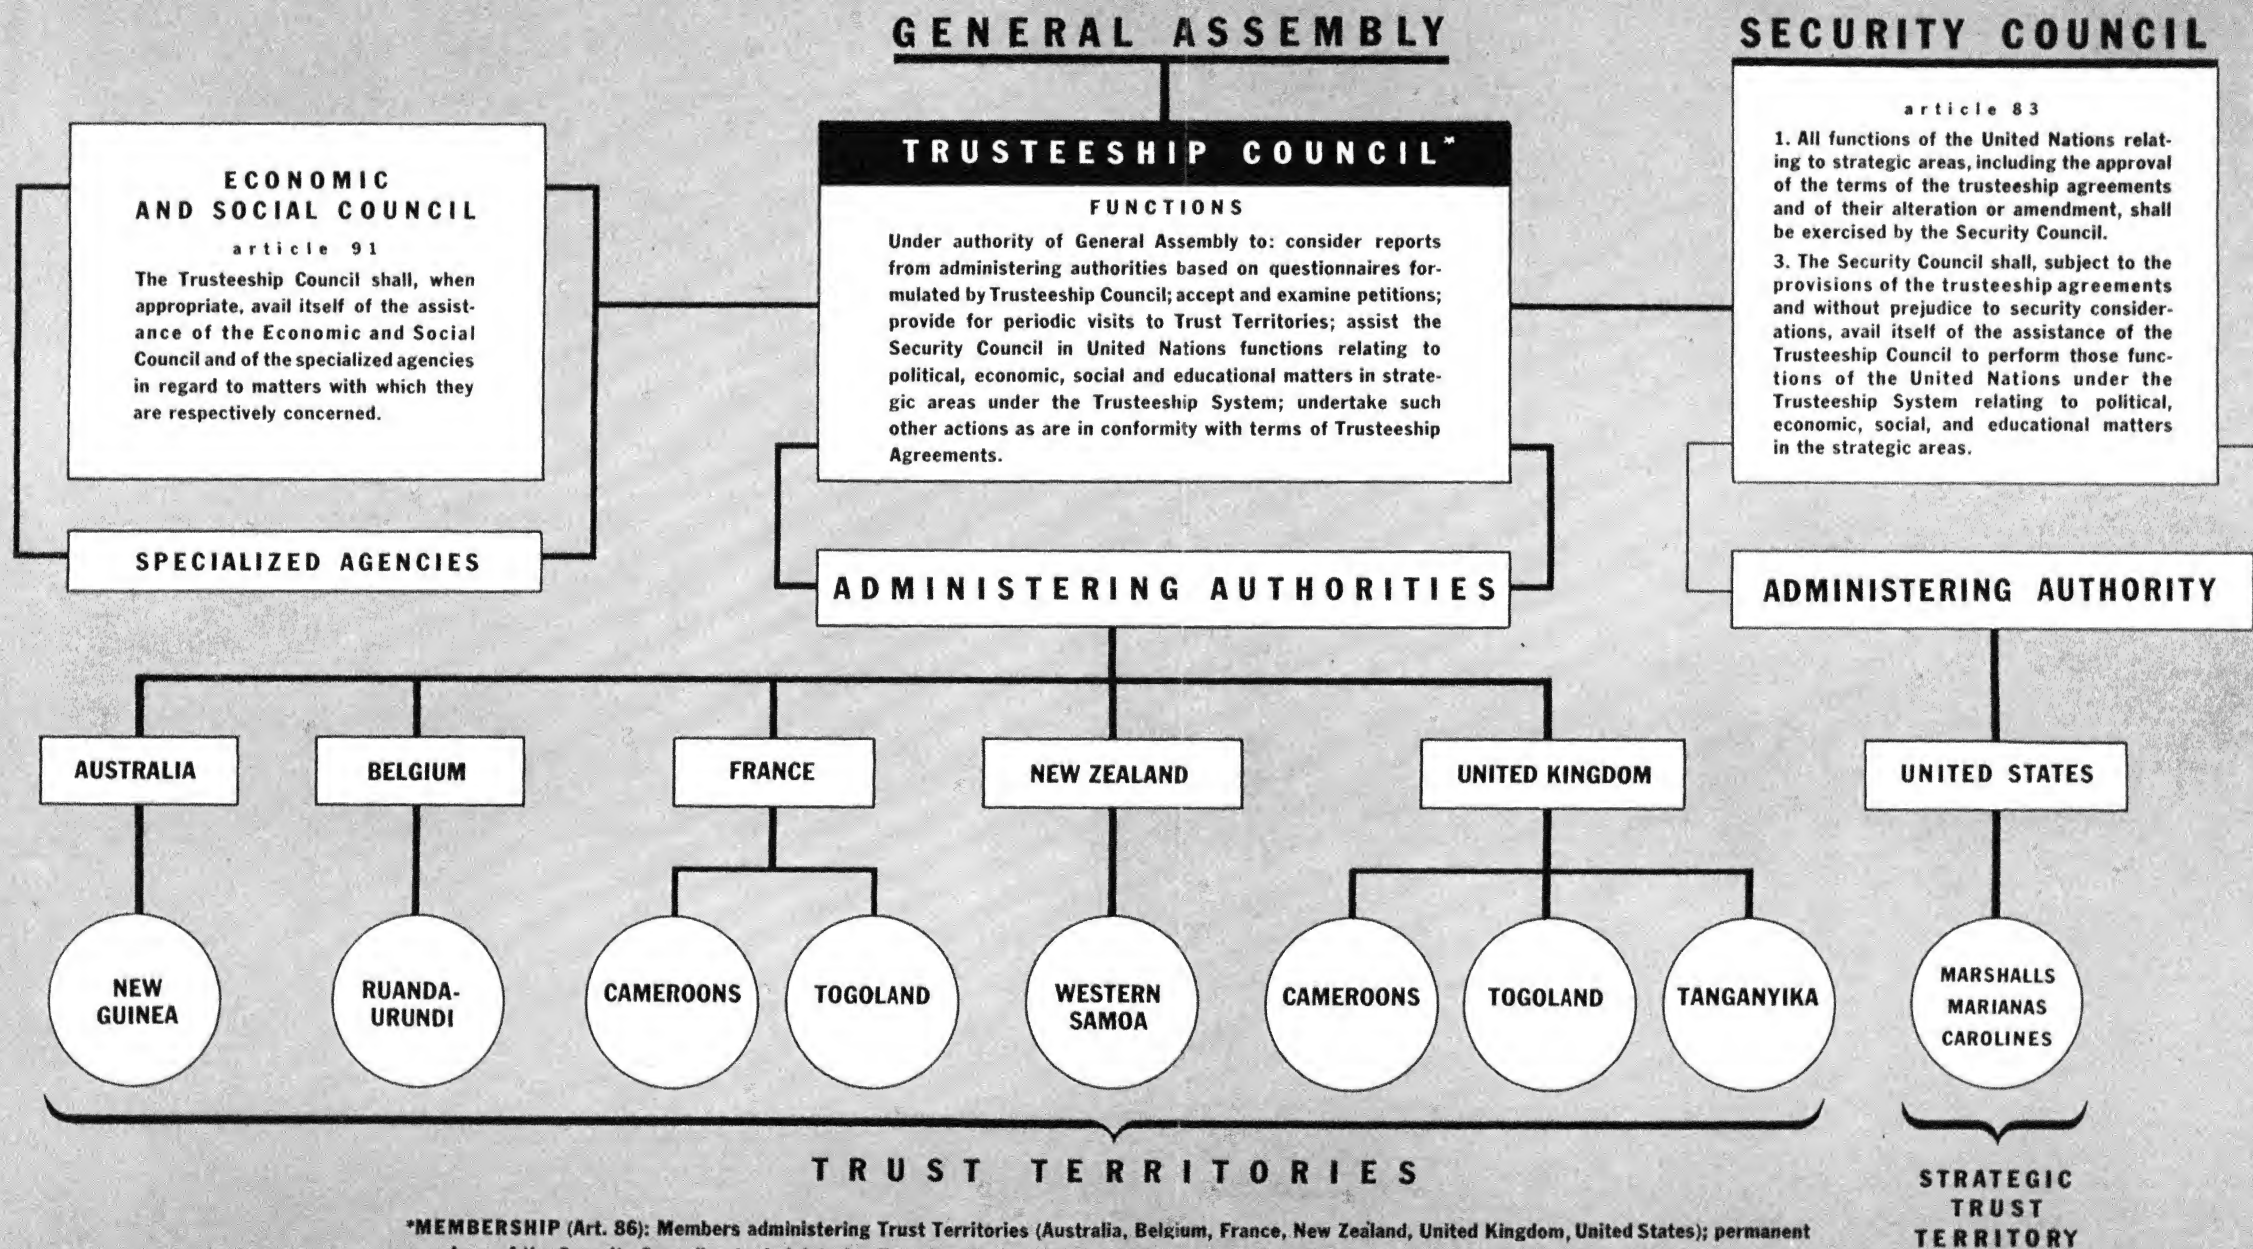 GENERAL ASSEMBLY
SECURITY COUNCIL
ECONOMIC
AND SOCIAL COUNCIL
article 91
The Trusteeship Council shall, when
appropriate, avail itself of the assist-
ance of the Economic and Social
Council and of the specialized agencies
in regard to matters with which they
are respectively concerned.
SPECIALIZED AGENCIES
TRUSTEESHIP COUNCIL*
FUNCTIONS
Under authority of General Assembly to: consider reports
from administering authorities based on questionnaires for-
mulated by Trusteeship Council; accept and examine petitions;
provide for periodic visits to Trust Territories; assist the
Security Council in United Nations functions relating to
political, economic, social and educational matters in strate-
gic areas under the Trusteeship System; undertake such
other actions as are in conformity with terms of Trusteeship
Agreements.
ADMINISTERING AUTHORITIES
article 83
1. All functions of the United Nations relat-
ing to strategic areas, including the approval
of the terms of the trusteeship agreements
and of their alteration or amendment, shall
be exercised by the Security Council.
3. The Security Council shall, subject to the
provisions of the trusteeship agreements
and without prejudice to security consider-
ations, avail itself of the assistance of the
Trusteeship Council to perform those func-
tions of the United Nations under the
Trusteeship System relating to political,
economic, social, and educational matters
in the strategic areas.
ADMINISTERING AUTHORITY
AUSTRALIA
BELGIUM
FRANCE
NEW ZEALAND
UNITED KINGDOM
UNITED STATES
NEW
GUINEA
RUANDA-
URUNDI
CAMEROONS
TOGOLAND
WESTERN
SAMOA
CAMEROONS
TOGOLAND
TANGANYIKA
MARSHALLS
MARIANAS
CAROLINES
TRUST TERRITORIES
STRATEGIC
TRUST
TERRITORY
*MEMBERSHIP (Art. 86): Members administering Trust Territories (Australia, Belgium, France, New Zealand, United Kingdom, United States); permanent